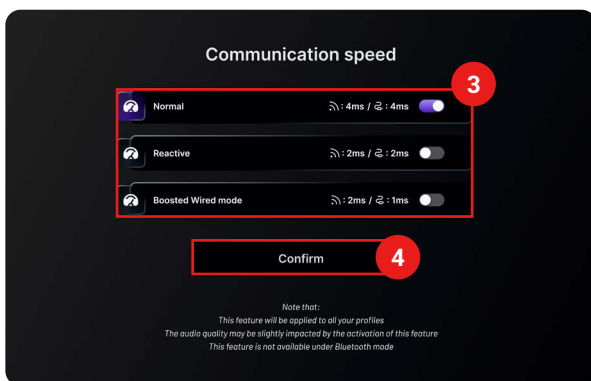 Communication speed
3
Normal : 4ms / : 4ms
Reactive : 2ms / : 2ms
Boosted Wired mode : 2ms / : 1ms
Confirm 4
Note that:
This feature will be applied to all your profiles
The audio quality may be slightly impacted by the activation of this feature
This feature is not available under Bluetooth mode